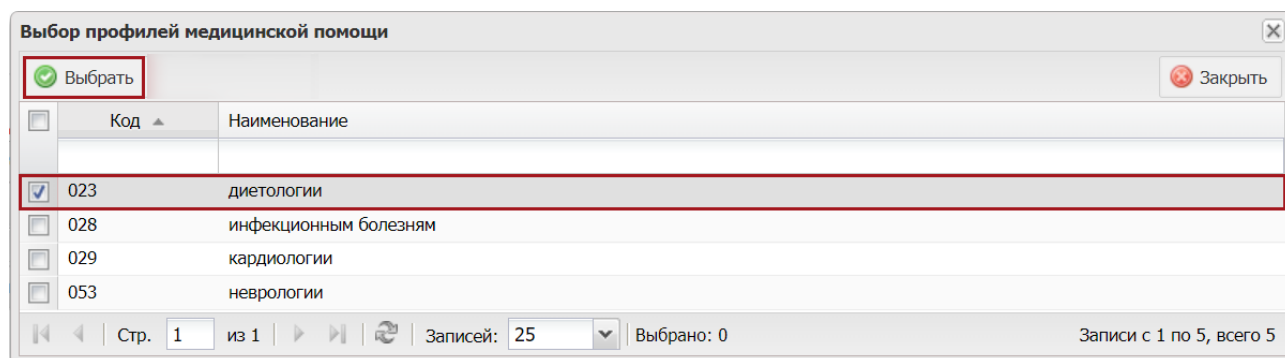 Выбор профилей медицинской помощи
Выбрать Закрыть
Код Наименование
023 диетологии
028 инфекционным болезням
029 кардиологии
053 неврологии
Стр. 1 из 1 Записей: 25 Выбрано: 0 Записи с 1 по 5, всего 5